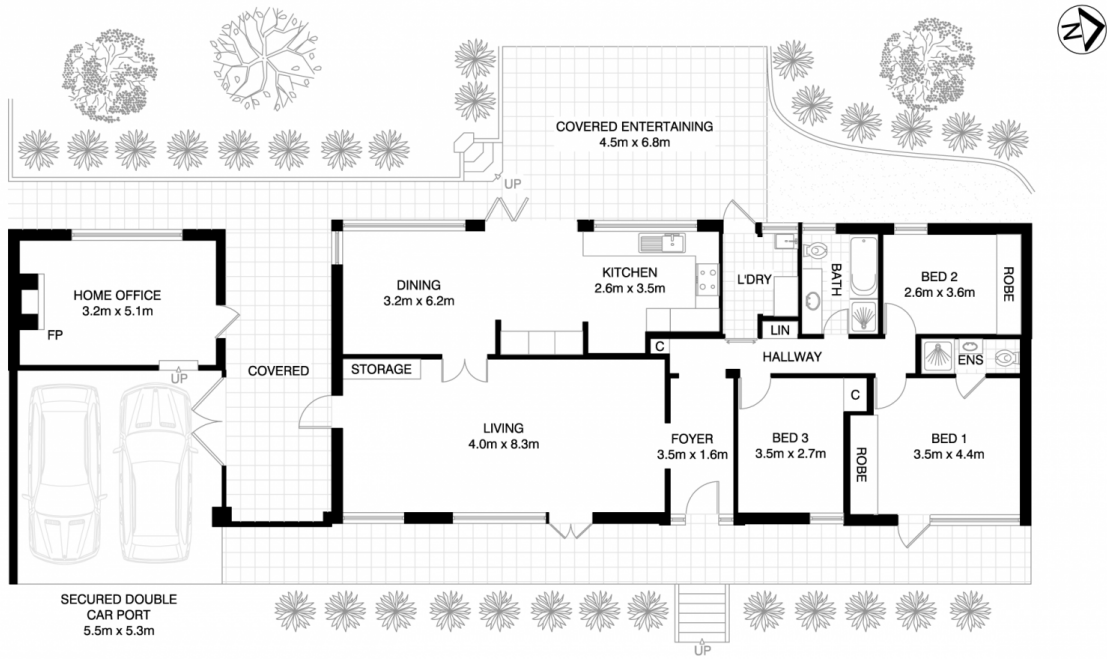 N
COVERED ENTERTAINING
4.5m x 6.8m
UP
HOME OFFICE
3.2m x 5.1m
FP
UP
COVERED
DINING
3.2m x 6.2m
KITCHEN
2.6m x 3.5m
L'DRY
BATH
BED 2
2.6m x 3.6m
ROBE
LIN
C
HALLWAY
ENS
STORAGE
LIVING
4.0m x 8.3m
FOYER
3.5m x 1.6m
BED 3
3.5m x 2.7m
C
ROBE
BED 1
3.5m x 4.4m
SECURED DOUBLE
CAR PORT
5.5m x 5.3m
UP